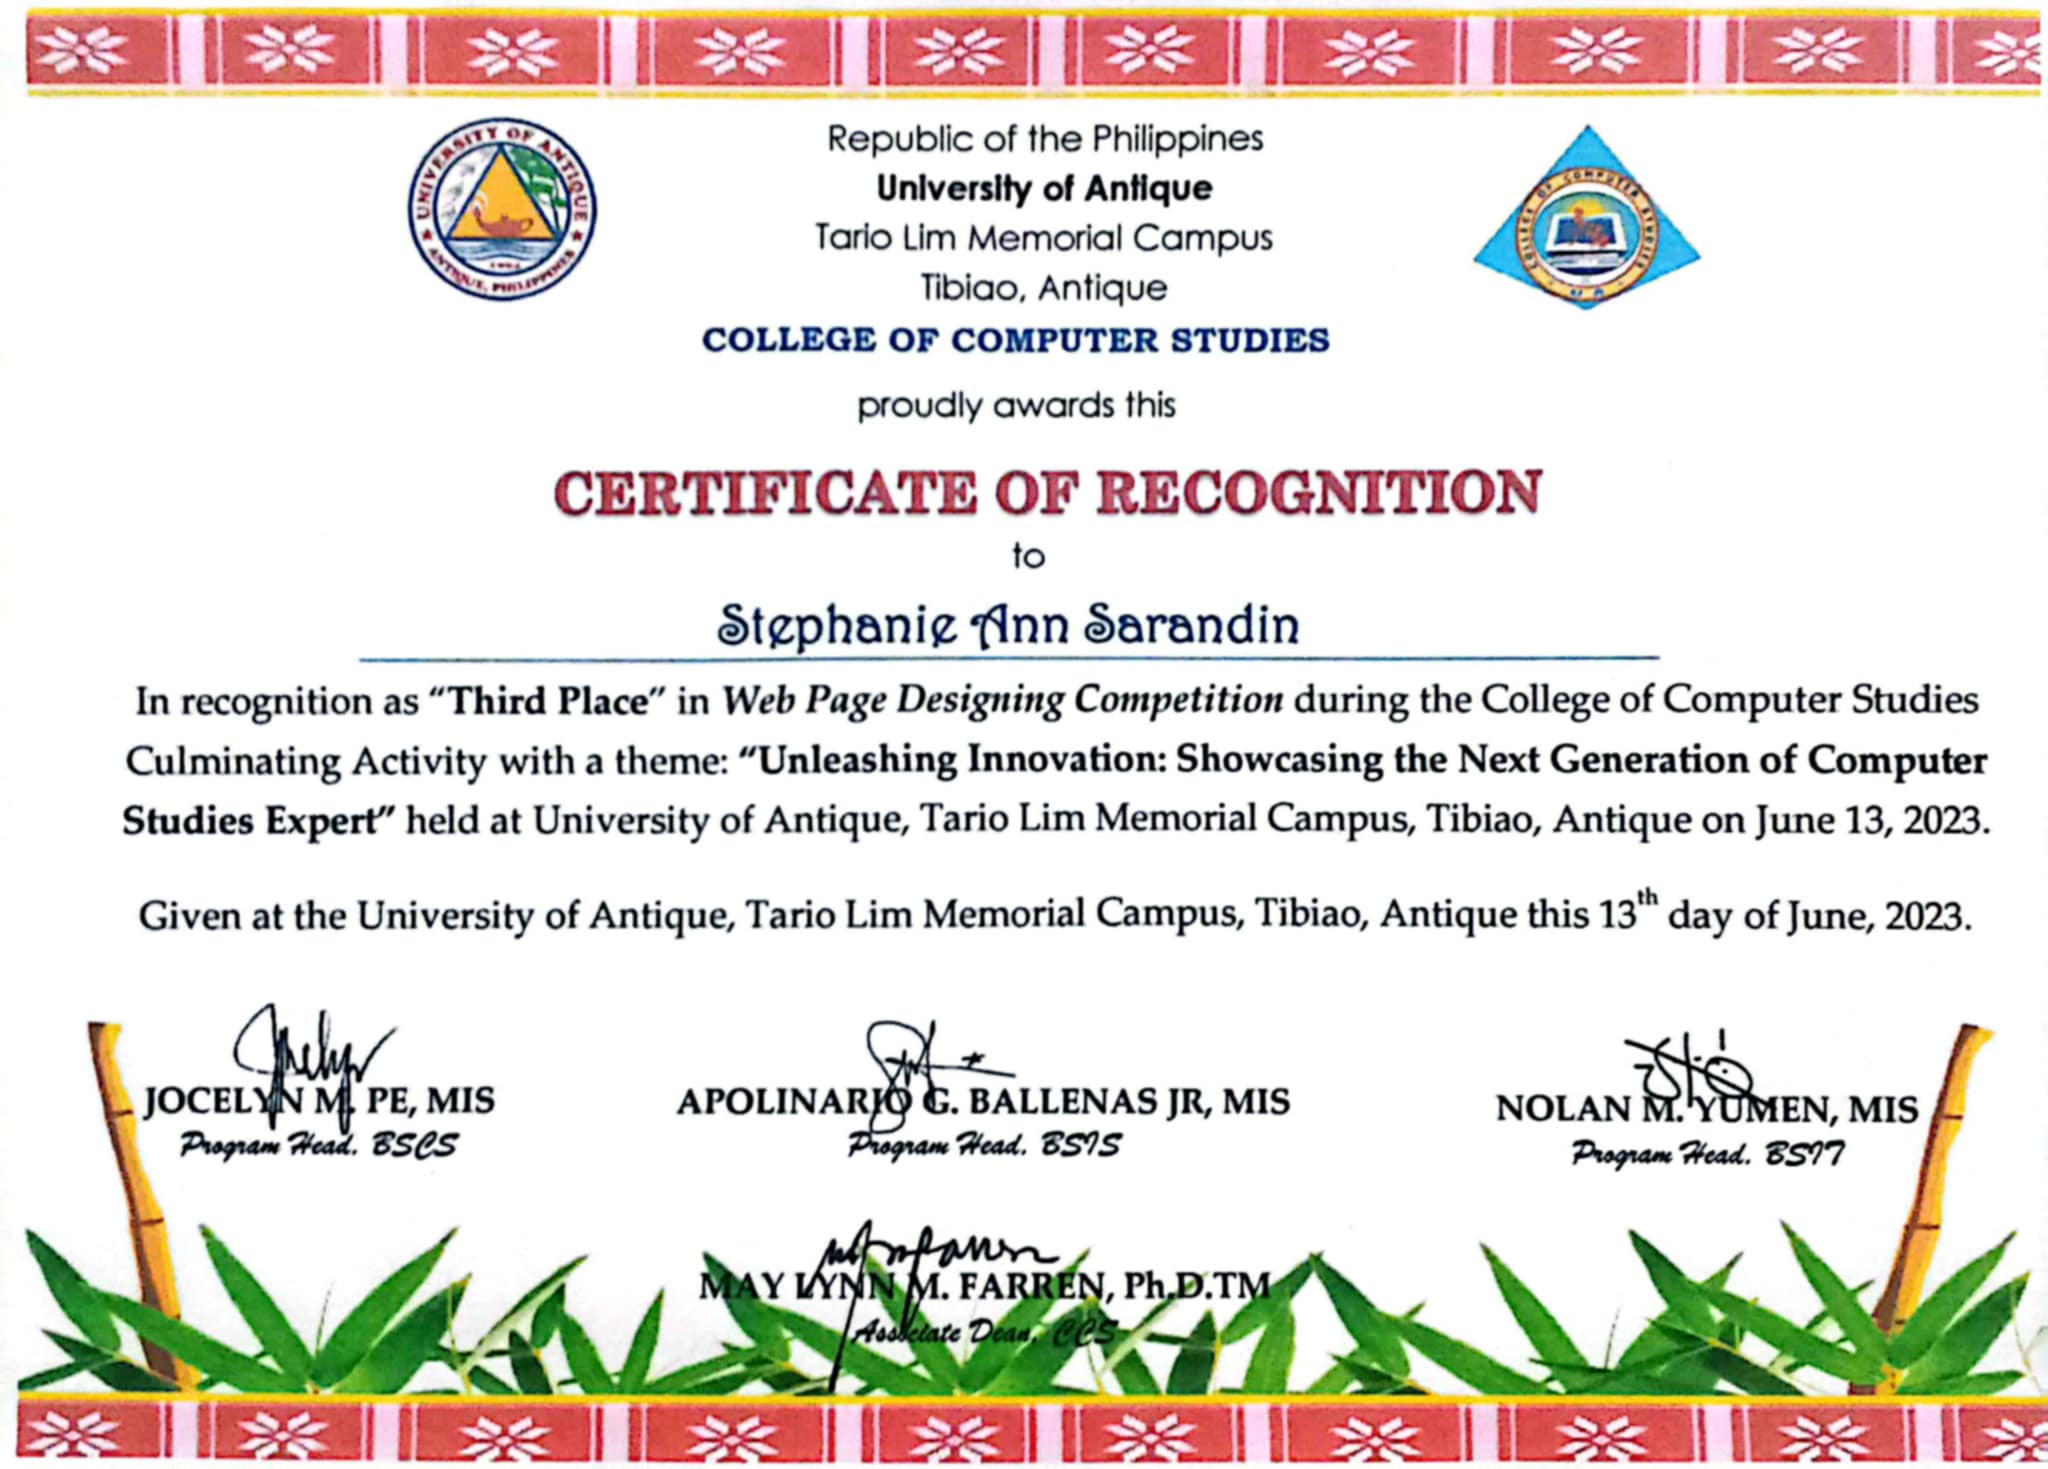 UNIVERSITY OF ANTIQUE
ANTIQUE, PHILIPPINES
COLLEGE OF COMPUTER STUDIES
Republic of the Philippines
University of Antique
Tario Lim Memorial Campus
Tibiao, Antique
COLLEGE OF COMPUTER STUDIES
proudly awards this
CERTIFICATE OF RECOGNITION
to
Stephanie Ann Sarandin
In recognition as “Third Place” in Web Page Designing Competition during the College of Computer Studies
Culminating Activity with a theme: “Unleashing Innovation: Showcasing the Next Generation of Computer
Studies Expert” held at University of Antique, Tario Lim Memorial Campus, Tibiao, Antique on June 13, 2023.
Given at the University of Antique, Tario Lim Memorial Campus, Tibiao, Antique this 13th day of June, 2023.
JOCELYN M. PE, MIS
Program Head, BSCS
APOLINARIO G. BALLENAS JR, MIS
Program Head, BSIS
NOLAN M. YUMEN, MIS
Program Head, BSIT
MAY LYNN M. FARREN, Ph.D.TM
Associate Dean, CCS